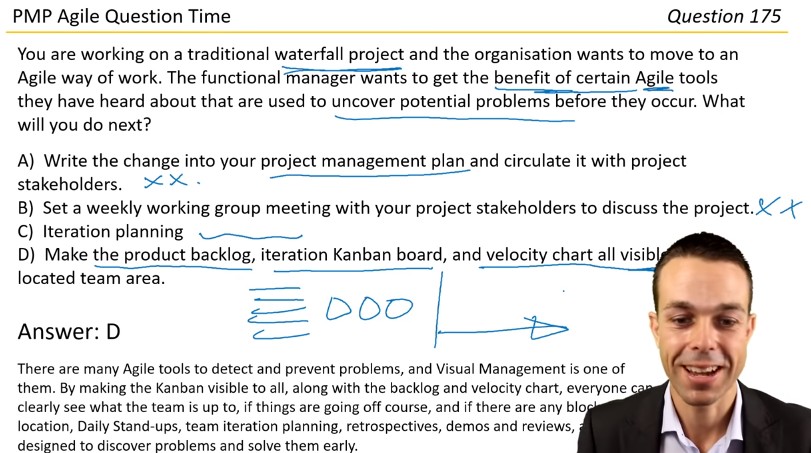 PMP Agile Question Time
Question 175
You are working on a traditional waterfall project and the organisation wants to move to an
Agile way of work. The functional manager wants to get the benefit of certain Agile tools
they have heard about that are used to uncover potential problems before they occur. What
will you do next?
A) Write the change into your project management plan and circulate it with project
stakeholders.
B) Set a weekly working group meeting with your project stakeholders to discuss the project.
C) Iteration planning
D) Make the product backlog, iteration Kanban board, and velocity chart all
located team area.
Answer: D
There are many Agile tools to detect and prevent problems, and Visual Management is one of
them. By making the Kanban visible to all, along with the backlog and velocity chart, everyone can
clearly see what the team is up to, if things are going off course, and if there are any
location, Daily Stand-ups, team iteration planning, retrospectives, demos and reviews,
designed to discover problems and solve them early.